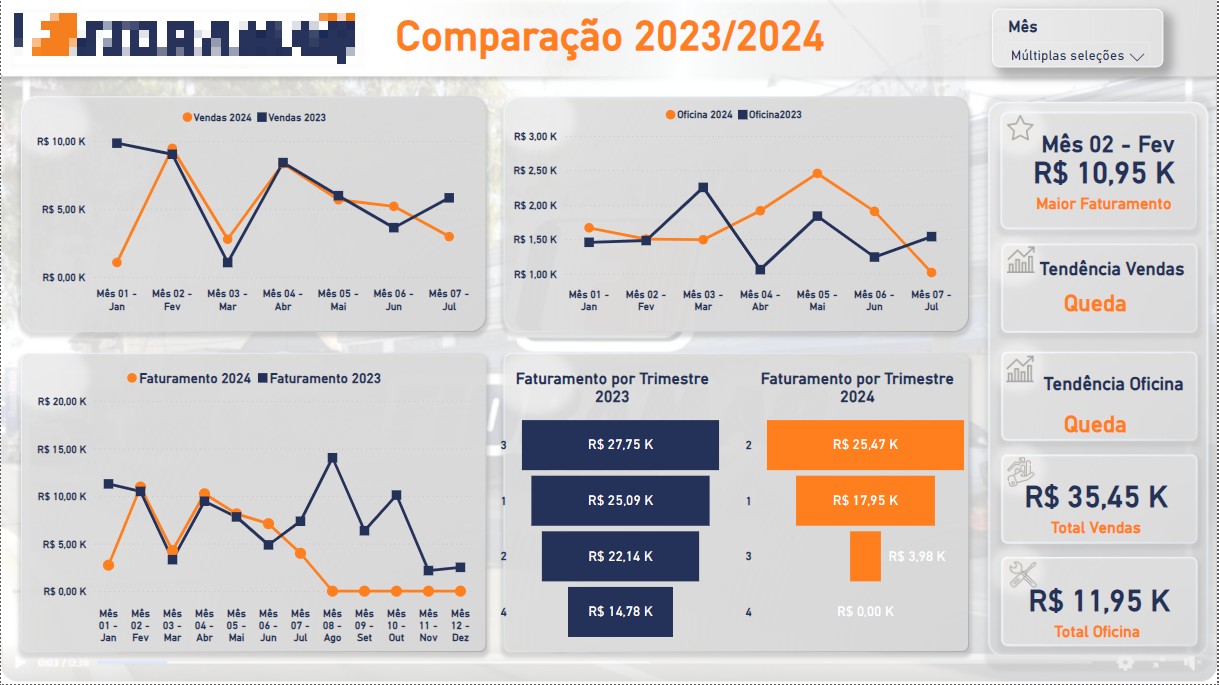 Comparação 2023/2024
Mês
Múltiplas seleções
Vendas 2024 Vendas 2023
R$ 10,00 K
R$ 5,00 K
R$ 0,00 K
Mês 01 - Mês 02 - Mês 03 - Mês 04 - Mês 05 - Mês 06 - Mês 07 -
Jan Fev Mar Abr Mai Jun Jul
Oficina 2024 Oficina2023
R$ 3,00 K
R$ 2,50 K
R$ 2,00 K
R$ 1,50 K
R$ 1,00 K
Mês 01 - Mês 02 - Mês 03 - Mês 04 - Mês 05 - Mês 06 - Mês 07 -
Jan Fev Mar Abr Mai Jun Jul
Faturamento 2024 Faturamento 2023
R$ 20,00 K
R$ 15,00 K
R$ 10,00 K
R$ 5,00 K
R$ 0,00 K
Mês Mês Mês Mês Mês Mês Mês Mês Mês Mês Mês Mês
01 - 02 - 03 - 04 - 05 - 06 - 07 - 08 - 09 - 10 - 11 - 12 -
Jan Fev Mar Abr Mai Jun Jul Ago Set Out Nov Dez
Faturamento por Trimestre
2023
3 R$ 27,75 K
1 R$ 25,09 K
2 R$ 22,14 K
4 R$ 14,78 K
Faturamento por Trimestre
2024
2 R$ 25,47 K
1 R$ 17,95 K
3 R$ 3,98 K
4 R$ 0,00 K
Mês 02 - Fev
R$ 10,95 K
Maior Faturamento
Tendência Vendas
Queda
Tendência Oficina
Queda
R$ 35,45 K
Total Vendas
R$ 11,95 K
Total Oficina
0:03 / 0:36